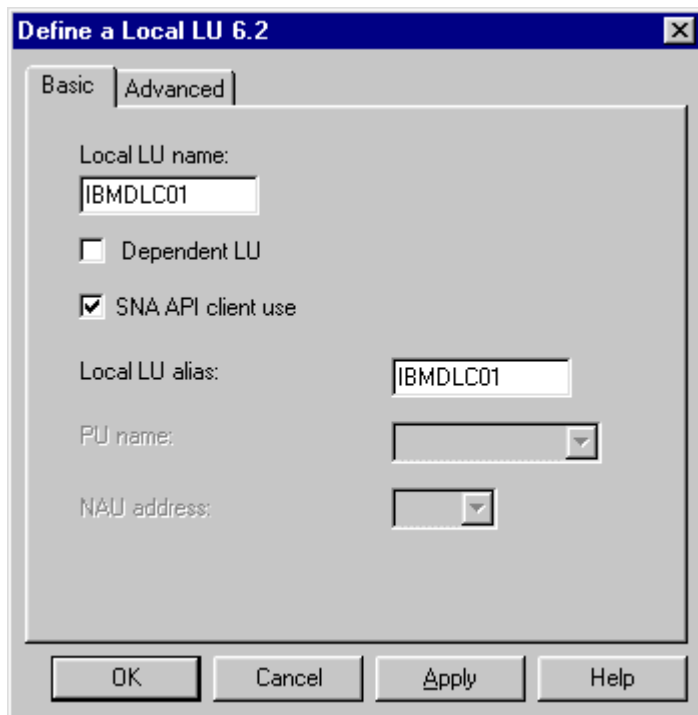 Define a Local LU 6.2
Basic Advanced
Local LU name:
IBMDLC01
Dependent LU
SNA API client use
Local LU alias: IBMDLC01
PU name:
NAU address:
OK Cancel Apply Help